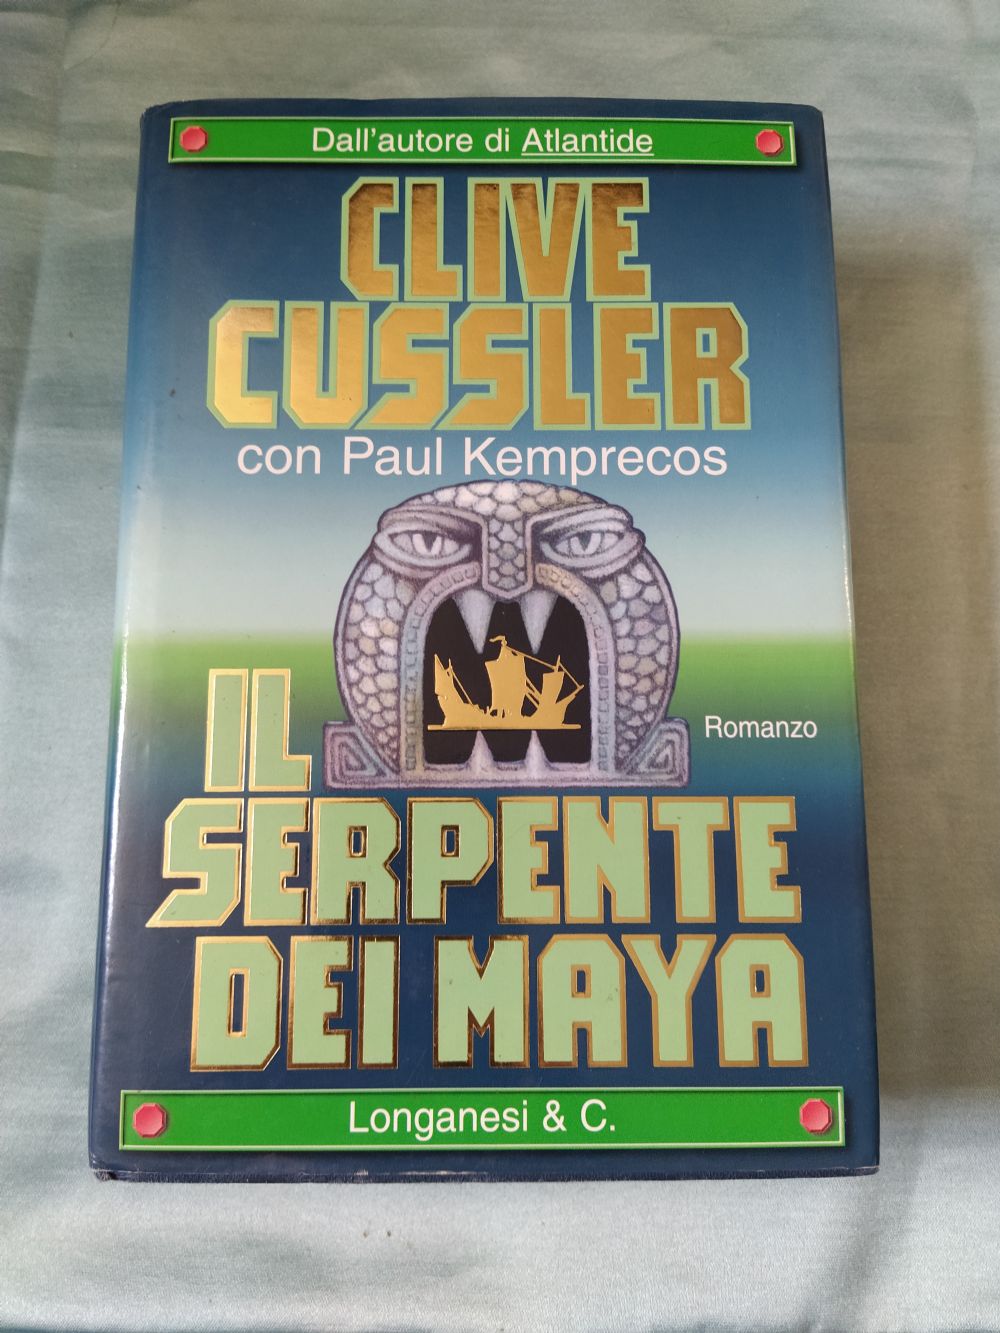 Dall'autore di Atlantide
CLIVE
CUSSLER
con Paul Kemprecos
IL
Romanzo
SERPENTE
DEI MAYA
Longanesi & C.